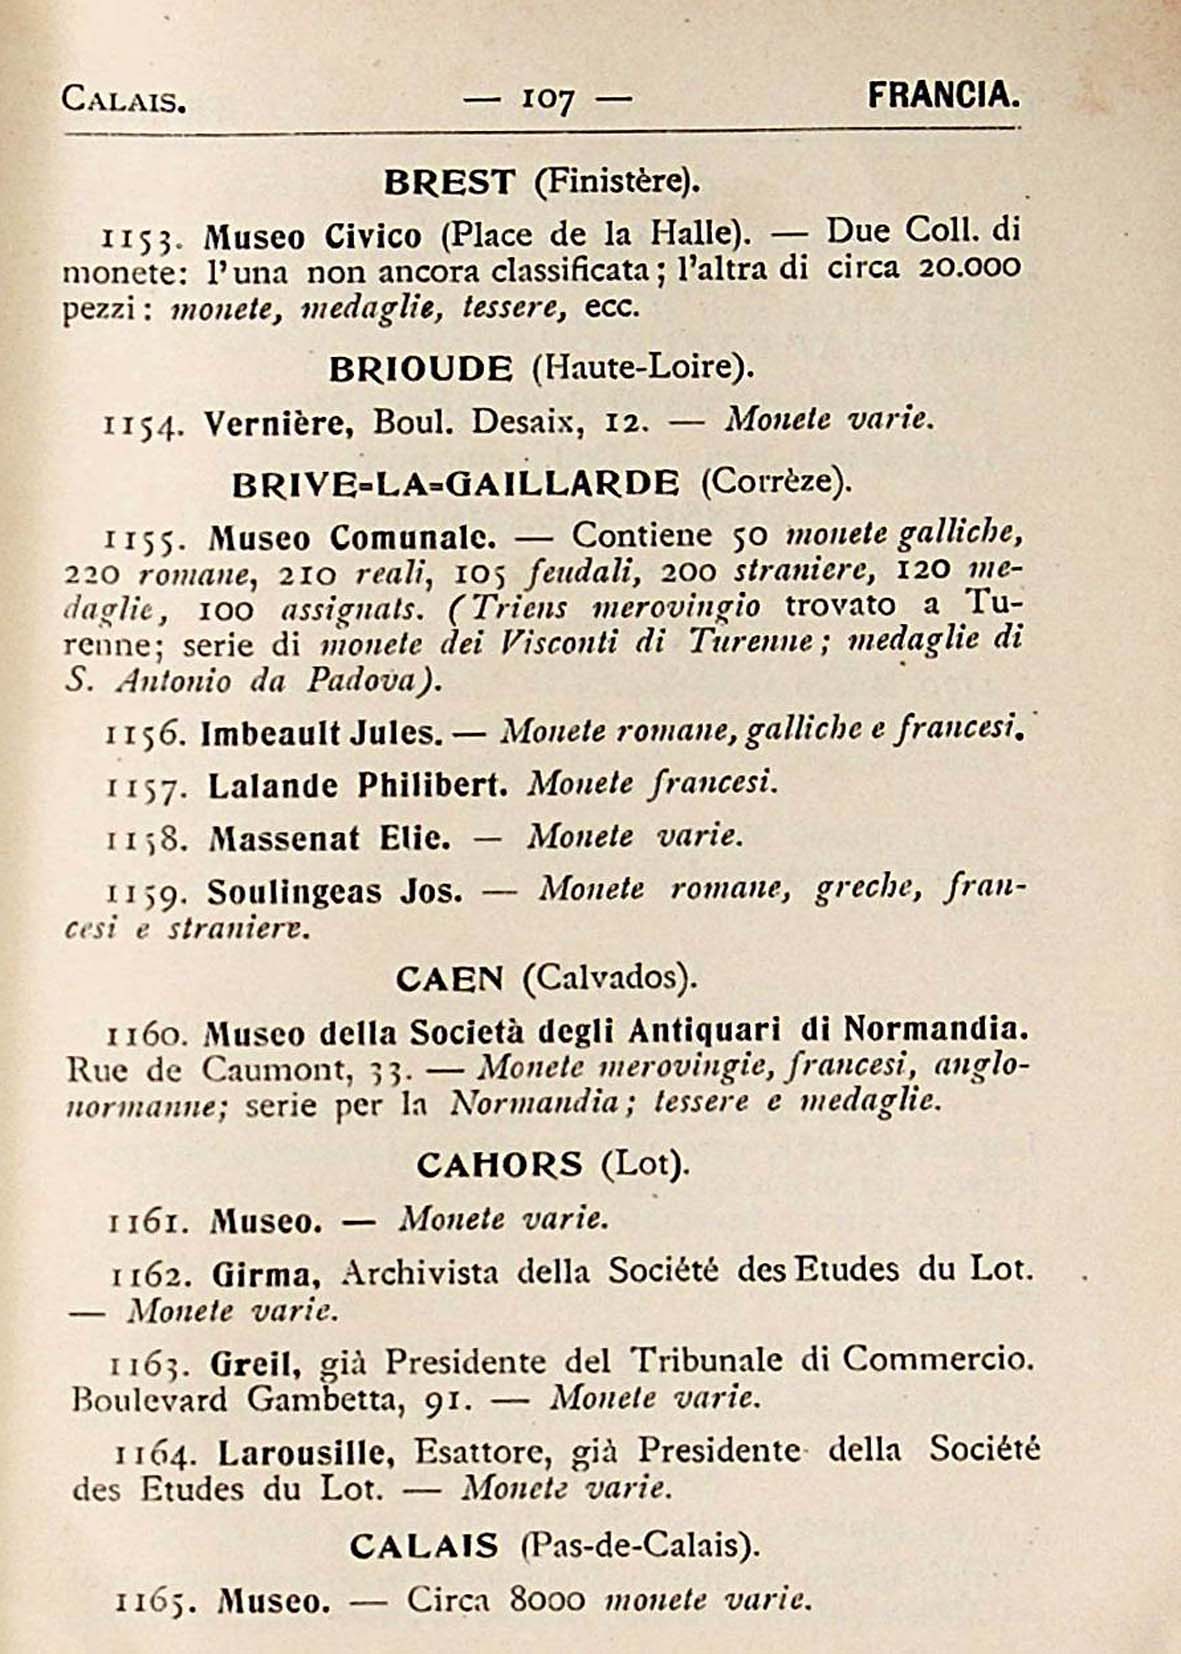 CALAIS. — 107 — FRANCIA.
BREST (Finistère).
1153. Museo Civico (Place de la Halle). — Due Coll. di
monete: l'una non ancora classificata; l'altra di circa 20.000
pezzi: monete, medaglie, tessere, ecc.
BRIOUDE (Haute-Loire).
1154. Vernière, Boul. Desaix, 12. — Monete varie.
BRIVE-LA-GAILLARDE (Corrèze).
1155. Museo Comunale. — Contiene 50 monete galliche,
220 romane, 210 reali, 105 feudali, 200 straniere, 120 me-
daglie, 100 assignats. (Triens merovingio trovato a Tu-
renne; serie di monete dei Visconti di Turenne; medaglie di
S. Antonio da Padova).
1156. Imbeault Jules. — Monete romane, galliche e francesi.
1157. Lalande Philibert. Monete francesi.
1158. Massenat Elie. — Monete varie.
1159. Soulingeas Jos. — Monete romane, greche, fran-
cesi e straniere.
CAEN (Calvados).
1160. Museo della Società degli Antiquari di Normandia.
Rue de Caumont, 33. — Monete merovingie, francesi, anglo-
normanne; serie per la Normandia; tessere e medaglie.
CAHORS (Lot).
1161. Museo. — Monete varie.
1162. Girma, Archivista della Société des Etudes du Lot.
— Monete varie.
1163. Greil, già Presidente del Tribunale di Commercio.
Boulevard Gambetta, 91. — Monete varie.
1164. Larousille, Esattore, già Presidente della Société
des Etudes du Lot. — Monete varie.
CALAIS (Pas-de-Calais).
1165. Museo. — Circa 8000 monete varie.